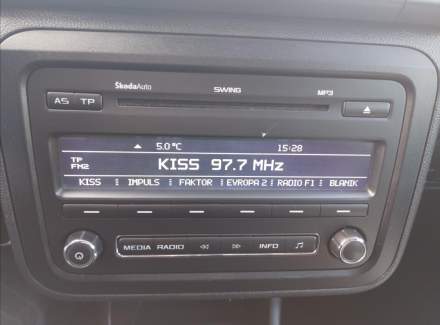 ŠkodaAuto SWING MP3
AS TP
5.0 °C 15:28
TP
FM2
KISS 97.7 MHz
KISS IMPULS FAKTOR EVROPA 2 RADIO F1 BLANIK
MEDIA RADIO INFO